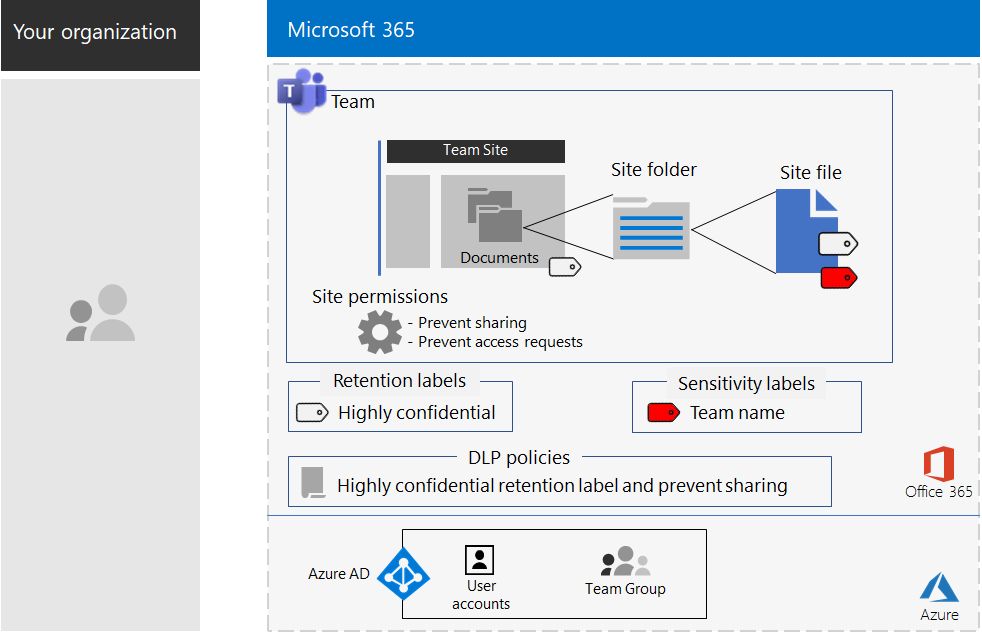 Your organization
Microsoft 365
T
Team
Team Site
Site folder
Site file
Documents
Site permissions
- Prevent sharing
- Prevent access requests
Retention labels
Highly confidential
Sensitivity labels
Team name
DLP policies
Highly confidential retention label and prevent sharing
Office 365
Azure AD
User
accounts
Team Group
Azure